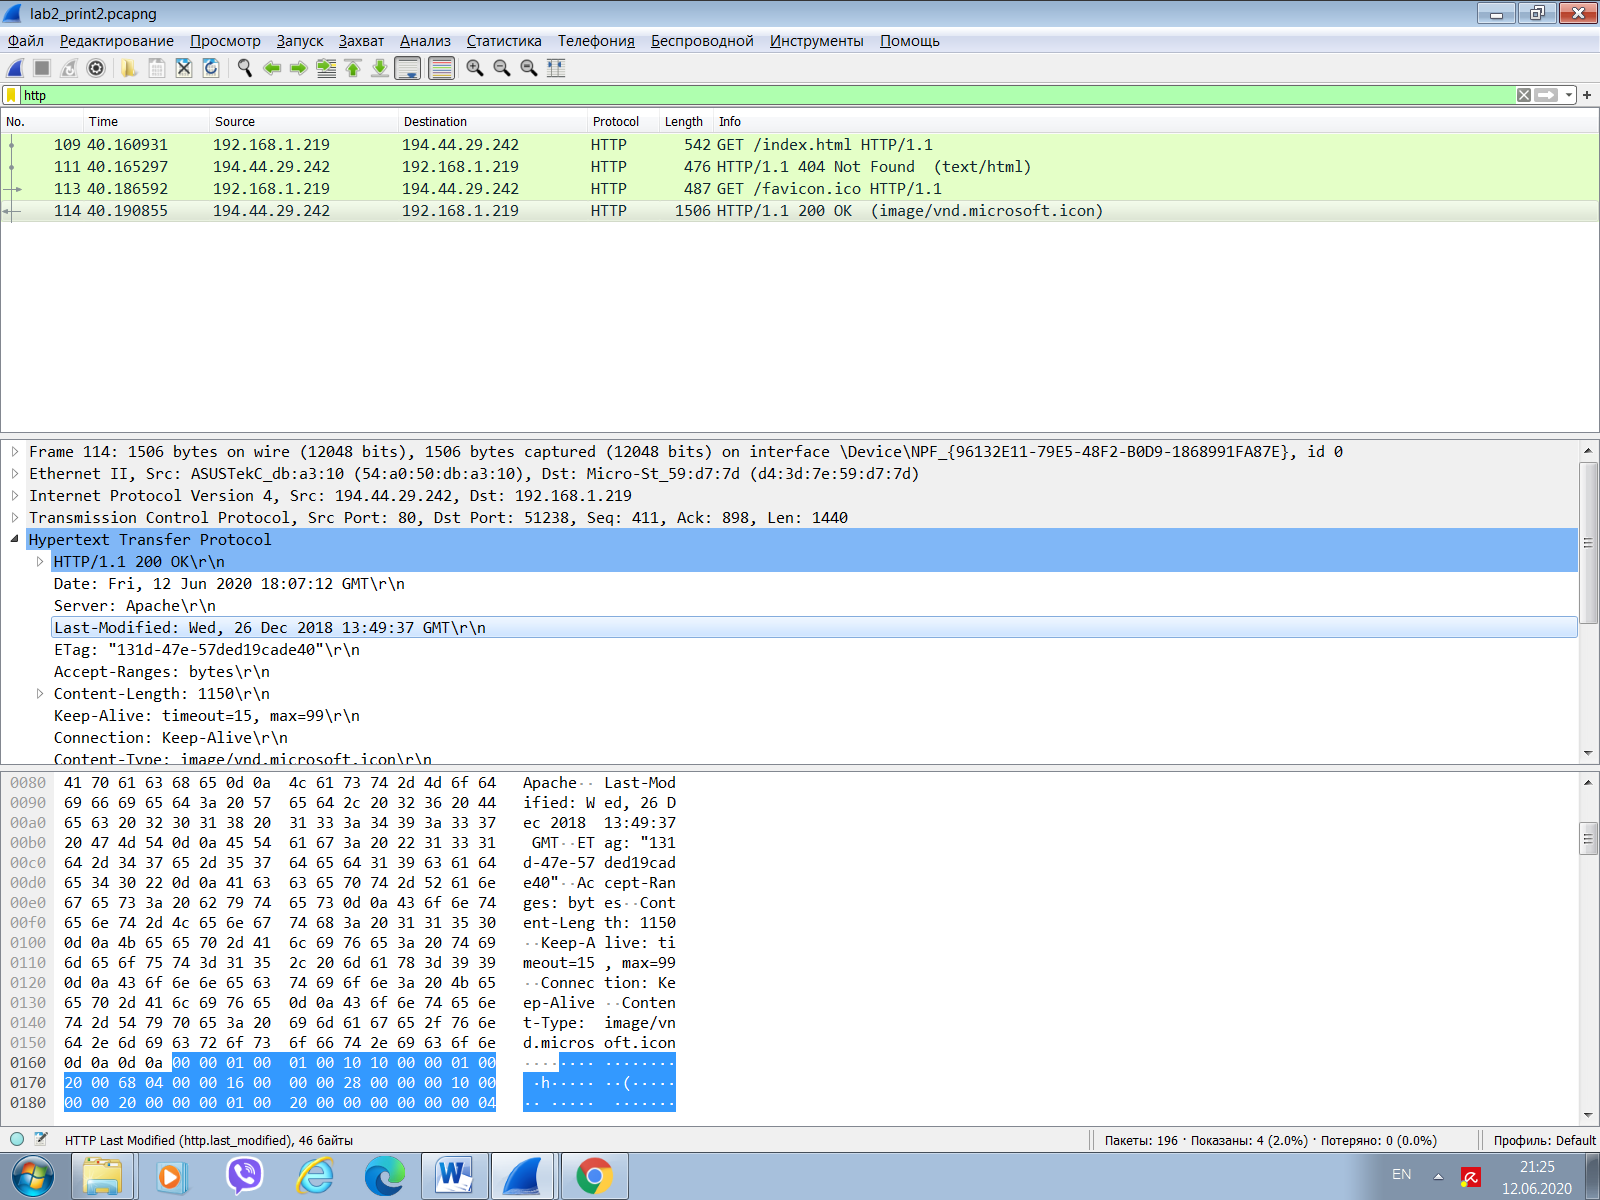 lab2_print2.pcapng
Файл Редактирование Просмотр Запуск Захват Анализ Статистика Телефония Беспроводной Инструменты Помощь
http
No. Time Source Destination Protocol Length Info
109 40.160931 192.168.1.219 194.44.29.242 HTTP 542 GET /index.html HTTP/1.1
111 40.165297 194.44.29.242 192.168.1.219 HTTP 476 HTTP/1.1 404 Not Found (text/html)
113 40.186592 192.168.1.219 194.44.29.242 HTTP 487 GET /favicon.ico HTTP/1.1
114 40.190855 194.44.29.242 192.168.1.219 HTTP 1506 HTTP/1.1 200 OK (image/vnd.microsoft.icon)
Frame 114: 1506 bytes on wire (12048 bits), 1506 bytes captured (12048 bits) on interface \Device\NPF_{96132E11-79E5-48F2-B0D9-1868991FA87E}, id 0
Ethernet II, Src: ASUSTekC_db:a3:10 (54:a0:50:db:a3:10), Dst: Micro-St_59:d7:7d (d4:3d:7e:59:d7:7d)
Internet Protocol Version 4, Src: 194.44.29.242, Dst: 192.168.1.219
Transmission Control Protocol, Src Port: 80, Dst Port: 51238, Seq: 411, Ack: 898, Len: 1440
Hypertext Transfer Protocol
HTTP/1.1 200 OK\r\n
Date: Fri, 12 Jun 2020 18:07:12 GMT\r\n
Server: Apache\r\n
Last-Modified: Wed, 26 Dec 2018 13:49:37 GMT\r\n
ETag: "131d-47e-57ded19cade40"\r\n
Accept-Ranges: bytes\r\n
Content-Length: 1150\r\n
Keep-Alive: timeout=15, max=99\r\n
Connection: Keep-Alive\r\n
Content-Type: image/vnd.microsoft.icon\r\n
0080 41 70 61 63 68 65 0d 0a 4c 61 73 74 2d 4d 6f 64 Apache·· Last-Mod
0090 69 66 69 65 64 3a 20 57 65 64 2c 20 32 36 20 44 ified: W ed, 26 D
00a0 65 63 20 32 30 31 38 20 31 33 3a 34 39 3a 33 37 ec 2018 13:49:37
00b0 20 47 4d 54 0d 0a 45 54 61 67 3a 20 22 31 33 31 GMT··ET ag: "131
00c0 64 2d 34 37 65 2d 35 37 64 65 64 31 39 63 61 64 d-47e-57 ded19cad
00d0 65 34 30 22 0d 0a 41 63 63 65 70 74 2d 52 61 6e e40"··Ac cept-Ran
00e0 67 65 73 3a 20 62 79 74 65 73 0d 0a 43 6f 6e 74 ges: byt es··Cont
00f0 65 6e 74 2d 4c 65 6e 67 74 68 3a 20 31 31 35 30 ent-Leng th: 1150
0100 0d 0a 4b 65 65 70 2d 41 6c 69 76 65 3a 20 74 69 ··Keep-A live: ti
0110 6d 65 6f 75 74 3d 31 35 2c 20 6d 61 78 3d 39 39 meout=15 , max=99
0120 0d 0a 43 6f 6e 6e 65 63 74 69 6f 6e 3a 20 4b 65 ··Connec tion: Ke
0130 65 70 2d 41 6c 69 76 65 0d 0a 43 6f 6e 74 65 6e ep-Alive ··Conten
0140 74 2d 54 79 70 65 3a 20 69 6d 61 67 65 2f 76 6e t-Type: image/vn
0150 64 2e 6d 69 63 72 6f 73 6f 66 74 2e 69 63 6f 6e d.micros oft.icon
0160 0d 0a 0d 0a 00 00 01 00 01 00 10 10 00 00 01 00 ········ ········
0170 20 00 68 04 00 00 16 00 00 00 28 00 00 00 10 00 ·h····· ··(·····
0180 00 00 20 00 00 00 01 00 20 00 00 00 00 00 00 04 ·· ····· ·······
HTTP Last Modified (http.last_modified), 46 байты
Пакеты: 196 · Показаны: 4 (2.0%) · Потеряно: 0 (0.0%)
Профиль: Default
EN
21:25
12.06.2020